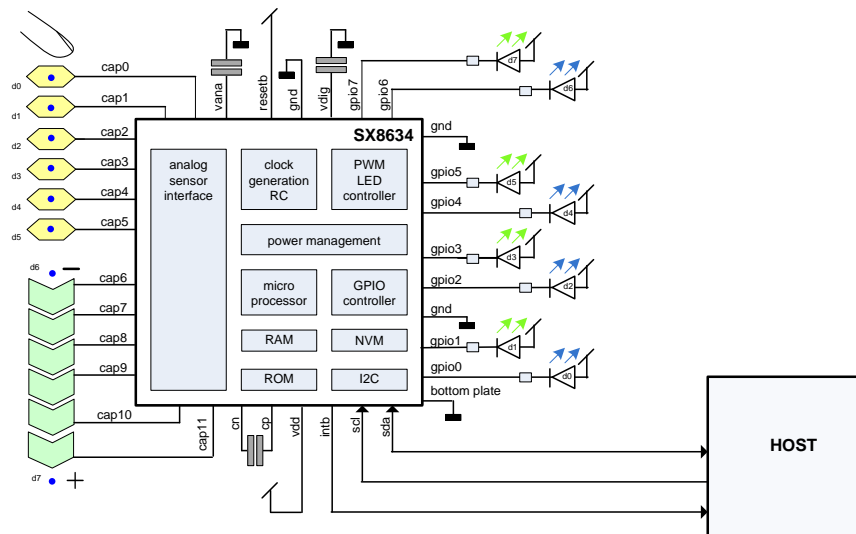 cap0
d0
cap1
d1
cap2
d2
cap3
d3
cap4
d4
cap5
d5
d6
−
cap6
cap7
cap8
cap9
cap10
cap11
d7
+
vana
resetb
gnd
vdig
gpio7
gpio6
d7
d6
SX8634
analog
sensor
interface
clock
generation
RC
PWM
LED
controller
power management
micro
processor
GPIO
controller
RAM
NVM
ROM
I2C
gnd
gpio5
d5
gpio4
d4
gpio3
d3
gpio2
d2
gnd
gpio1
d1
gpio0
d0
bottom plate
cn
cp
vdd
intb
scl
sda
HOST